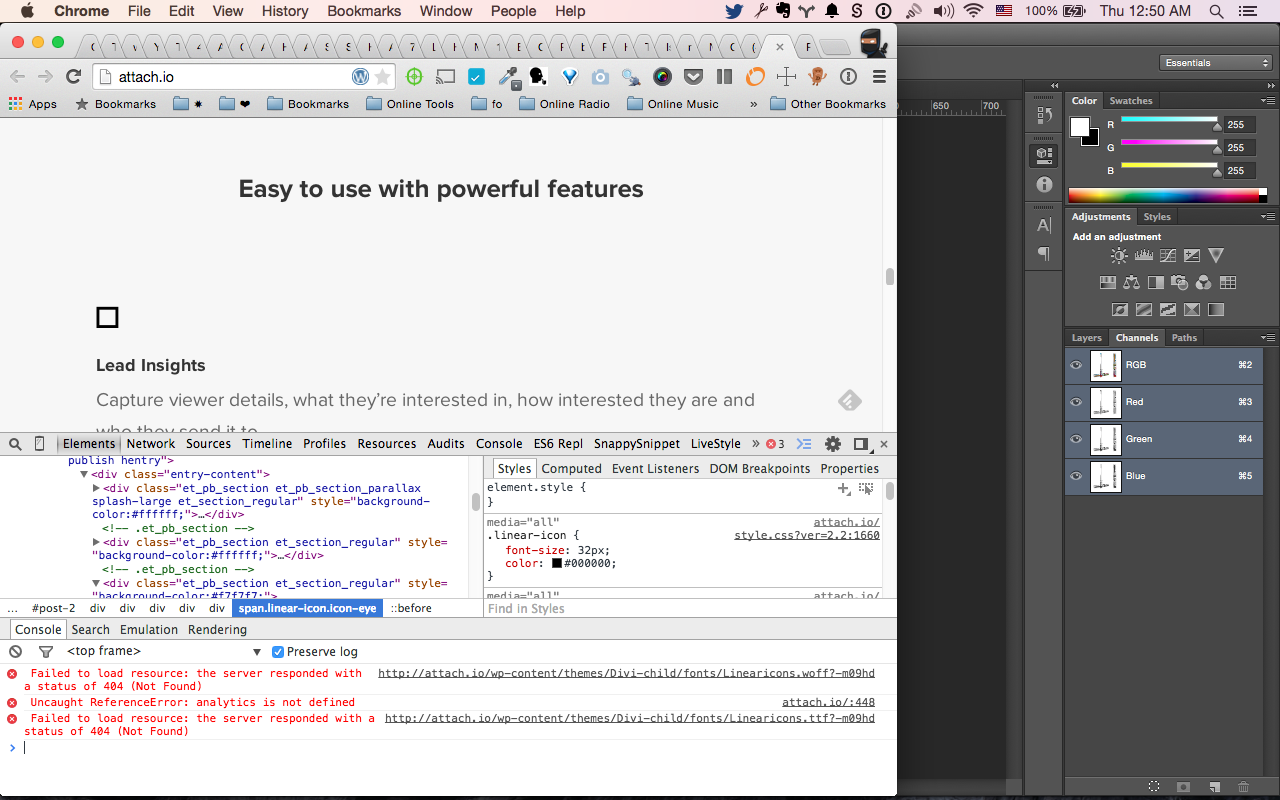 Chrome File Edit View History Bookmarks Window People Help 100% Thu 12:50 AM
attach.io
Apps Bookmarks Bookmarks Online Tools fo Online Radio Online Music » Other Bookmarks
Easy to use with powerful features
Lead Insights
Capture viewer details, what they're interested in, how interested they are and
who they send it to
Elements Network Sources Timeline Profiles Resources Audits Console ES6 Repl SnappySnippet LiveStyle » 3
publish hentry">
▼<div class="entry-content">
▶<div class="et_pb_section et_pb_section_parallax
splash-large et_section_regular" style="background-
color:#ffffff;">…</div>
<!-- .et_pb_section -->
▶<div class="et_pb_section et_section_regular" style=
"background-color:#ffffff;">…</div>
<!-- .et_pb_section -->
▼<div class="et_pb_section et_section_regular" style=
"background-color:#f7f7f7;">
... #post-2 div div div div div span.linear-icon.icon-eye ::before
Styles Computed Event Listeners DOM Breakpoints Properties
element.style {
}
media="all" attach.io/
.linear-icon { style.css?ver=2.2:1660
font-size: 32px;
color: #000000;
}
media="all" attach.io/
Find in Styles
Console Search Emulation Rendering
<top frame> ▼ Preserve log
Failed to load resource: the server responded with http://attach.io/wp-content/themes/Divi-child/fonts/Linearicons.woff?-m09hd
a status of 404 (Not Found)
Uncaught ReferenceError: analytics is not defined attach.io/:448
Failed to load resource: the server responded with a http://attach.io/wp-content/themes/Divi-child/fonts/Linearicons.ttf?-m09hd
status of 404 (Not Found)
>
Essentials
650 700
Color Swatches
R 255
G 255
B 255
Adjustments Styles
Add an adjustment
Layers Channels Paths
RGB ⌘2
Red ⌘3
Green ⌘4
Blue ⌘5